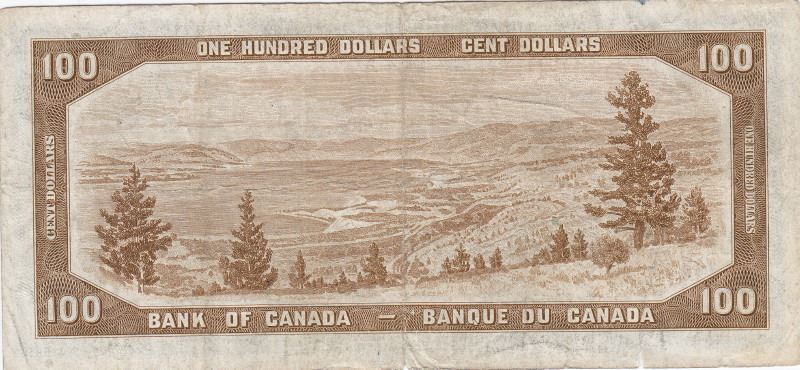 ONE HUNDRED DOLLARS CENT DOLLARS
100 100
CENT DOLLARS
ONE HUNDRED DOLLARS
100 100
BANK OF CANADA — BANQUE DU CANADA